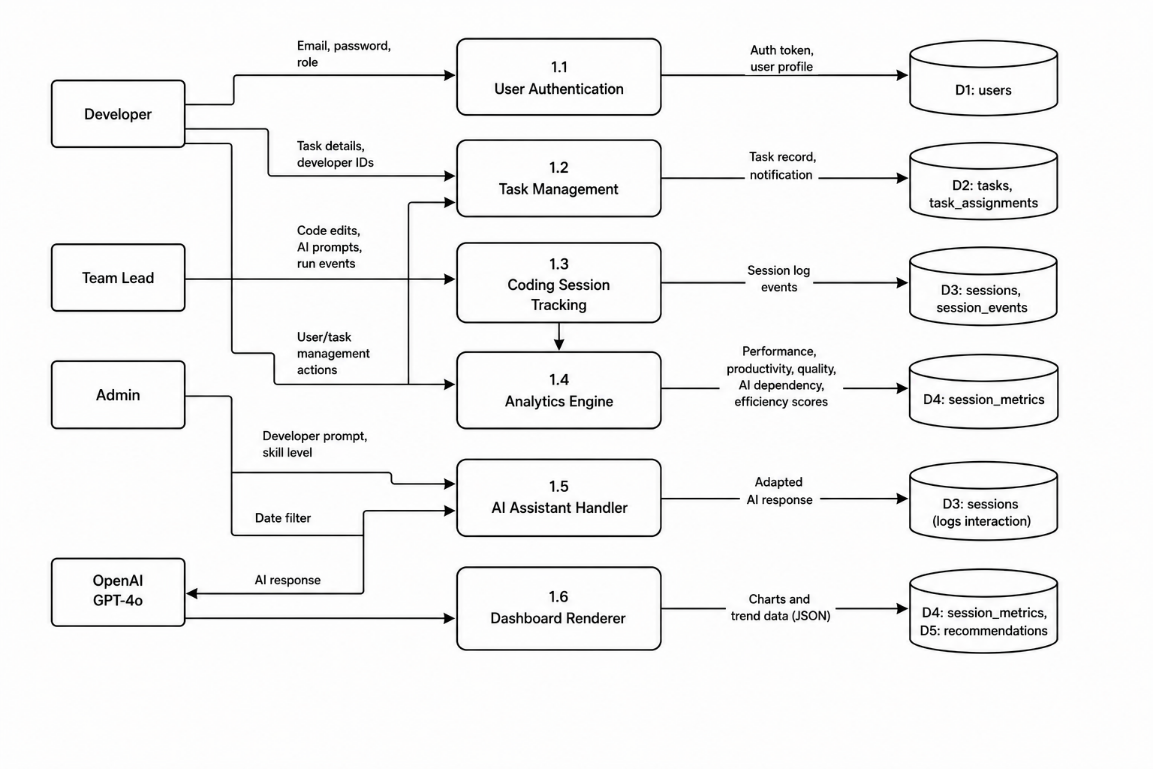 Email, password,
role
1.1
User Authentication
Auth token,
user profile
D1: users
Developer
Task details,
developer IDs
1.2
Task Management
Task record,
notification
D2: tasks,
task_assignments
Code edits,
AI prompts,
run events
Team Lead
1.3
Coding Session
Tracking
Session log
events
D3: sessions,
session_events
User/task
management
actions
Admin
1.4
Analytics Engine
Performance,
productivity, quality,
AI dependency,
efficiency scores
D4: session_metrics
Developer prompt,
skill level
1.5
AI Assistant Handler
Adapted
AI response
D3: sessions
(logs interaction)
Date filter
OpenAI
GPT-4o
AI response
1.6
Dashboard Renderer
Charts and
trend data (JSON)
D4: session_metrics,
D5: recommendations